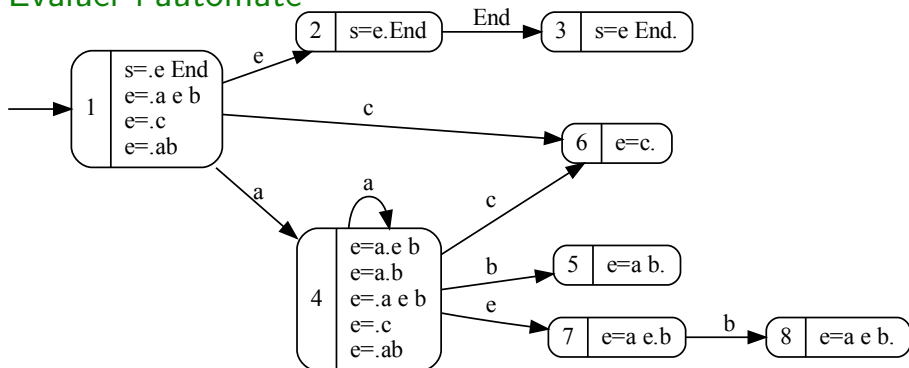 Évaluer l'automate
2 s=e.End
End
3 s=e End.
e
1
s=.e End
e=.a e b
e=.c
e=.ab
c
6 e=c.
a
a
c
4
e=a.e b
e=a.b
e=.a e b
e=.c
e=.ab
b
5 e=a b.
e
7 e=a e.b
b
8 e=a e b.